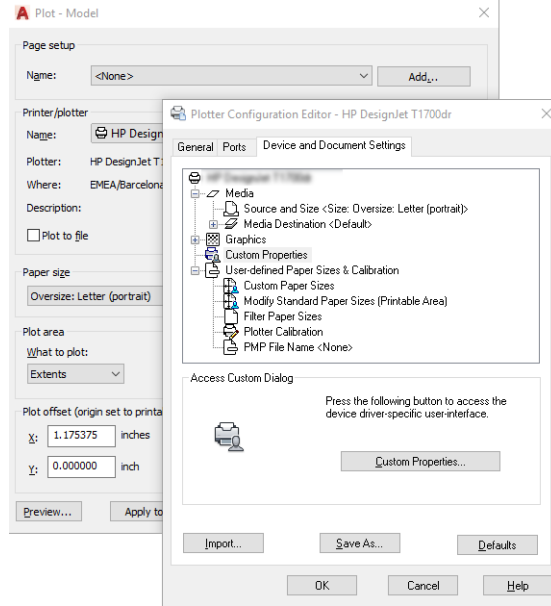 Plot - Model
Page setup
Name: <None> Add...
Printer/plotter
Name: HP Design
Plotter: HP DesignJet T1
Where: EMEA/Barcelona
Description:
Plot to file
Paper size
Oversize: Letter (portrait)
Plot area
What to plot:
Extents
Plot offset (origin set to printa
X: 1.175375 inches
Y: 0.000000 inch
Preview... Apply to
Plotter Configuration Editor - HP DesignJet T1700dr
General Ports Device and Document Settings
Media
Source and Size <Size: Oversize: Letter (portrait)>
Media Destination <Default>
Graphics
Custom Properties
User-defined Paper Sizes & Calibration
Custom Paper Sizes
Modify Standard Paper Sizes (Printable Area)
Filter Paper Sizes
Plotter Calibration
PMP File Name <None>
Access Custom Dialog
Press the following button to access the
device driver-specific user-interface.
Custom Properties...
Import... Save As... Defaults
OK Cancel Help